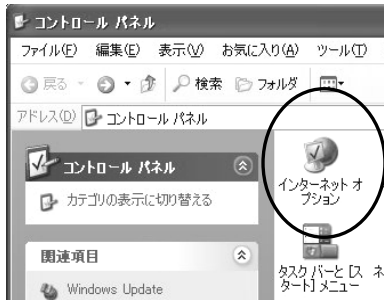 コントロール パネル
ファイル(F) 編集(E) 表示(V) お気に入り(A) ツール(T)
戻る 検索 フォルダ
アドレス(D) コントロール パネル
コントロール パネル
カテゴリの表示に切り替える
関連項目
Windows Update
インターネット オ
プション
タスク バーと [ス
タート] メニュー
ネ